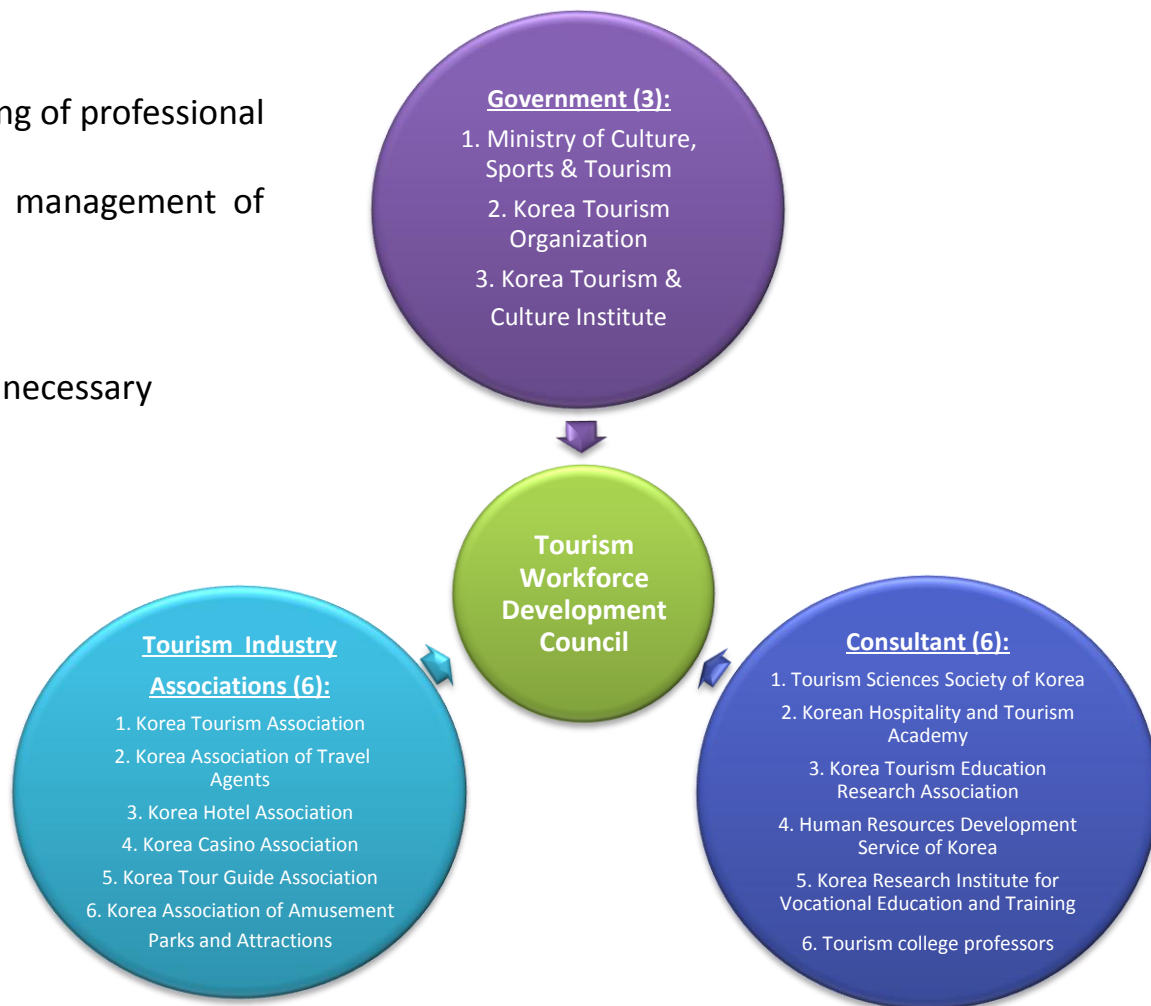 ng of professional
management of
necessary
Government (3):
1. Ministry of Culture,
Sports & Tourism
2. Korea Tourism
Organization
3. Korea Tourism &
Culture Institute
Tourism
Workforce
Development
Council
Tourism Industry
Associations (6):
1. Korea Tourism Association
2. Korea Association of Travel
Agents
3. Korea Hotel Association
4. Korea Casino Association
5. Korea Tour Guide Association
6. Korea Association of Amusement
Parks and Attractions
Consultant (6):
1. Tourism Sciences Society of Korea
2. Korean Hospitality and Tourism
Academy
3. Korea Tourism Education
Research Association
4. Human Resources Development
Service of Korea
5. Korea Research Institute for
Vocational Education and Training
6. Tourism college professors